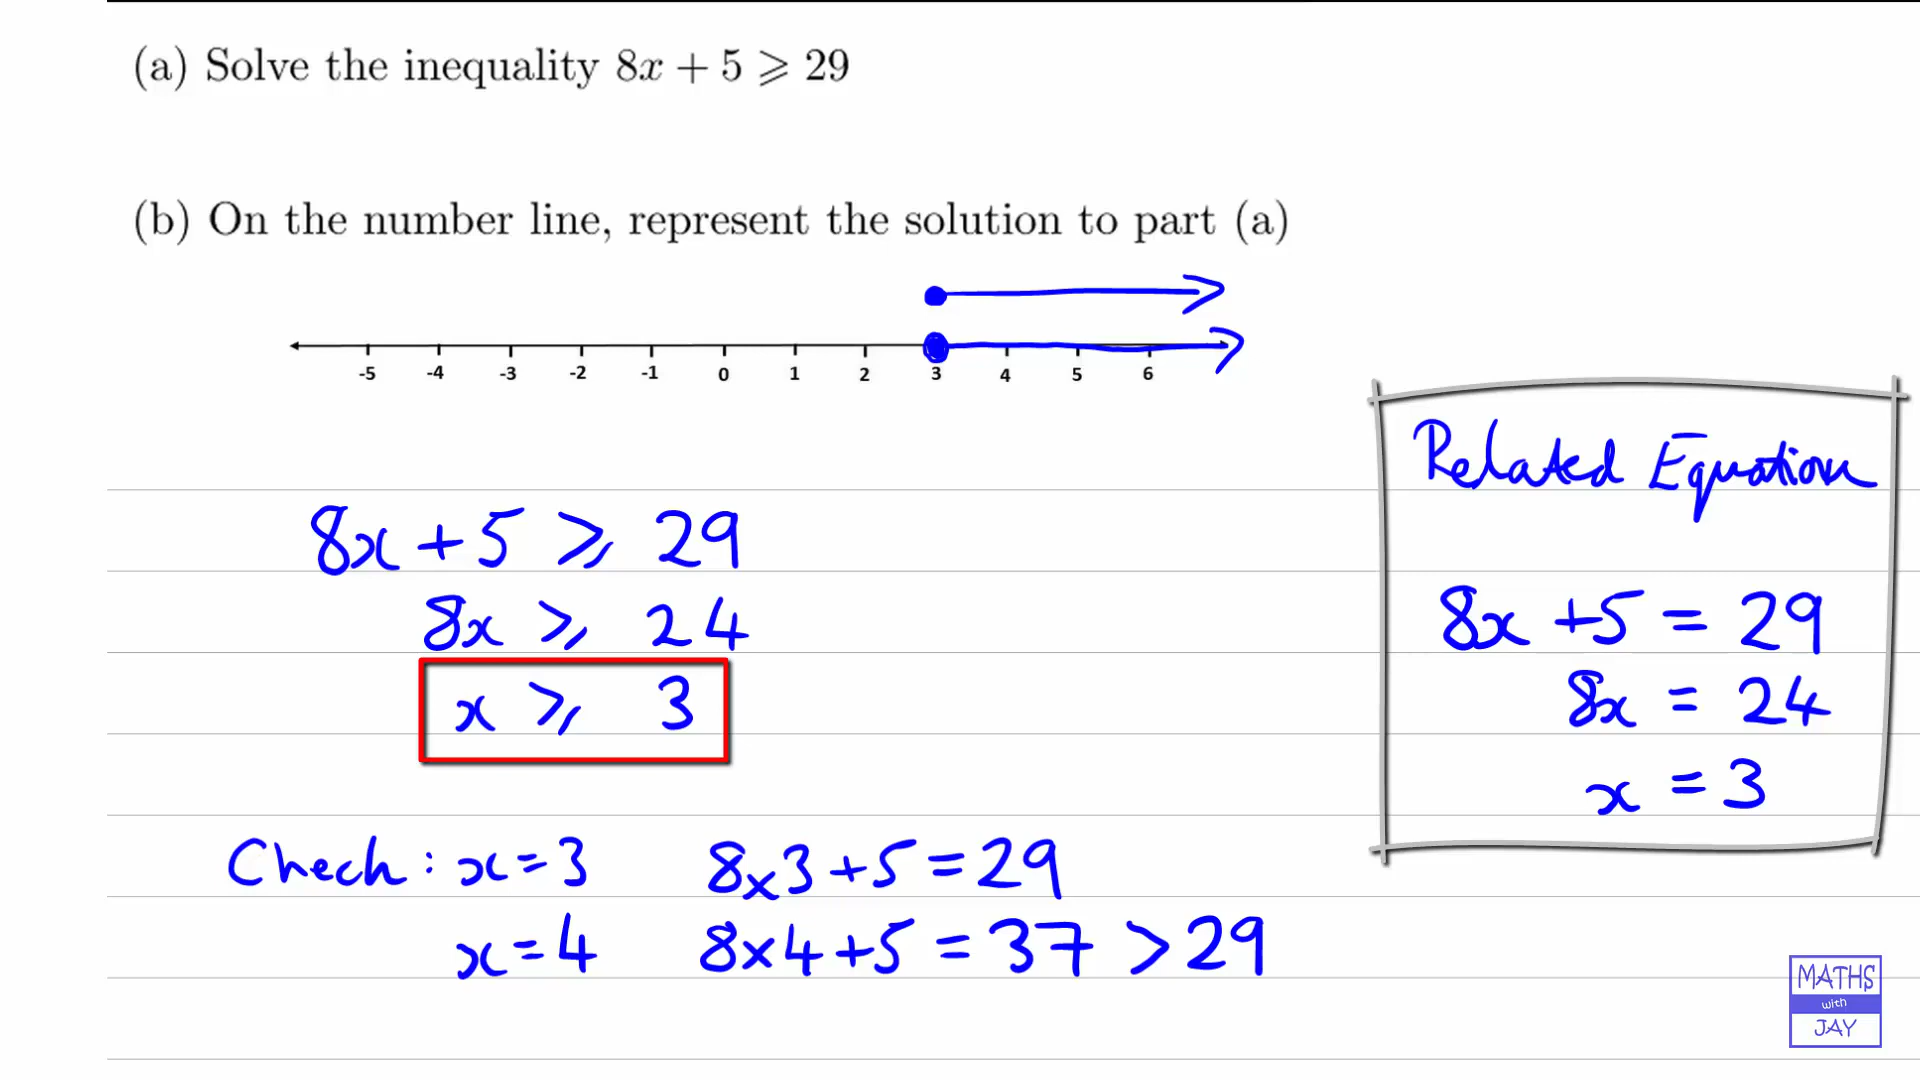 (a) Solve the inequality 8x + 5 ⩾ 29
(b) On the number line, represent the solution to part (a)
-5 -4 -3 -2 -1 0 1 2 3 4 5 6
8x + 5 ⩾ 29
8x ⩾ 24
x ⩾ 3
Check: x = 3 8 x 3 + 5 = 29
x = 4 8 x 4 + 5 = 37 > 29
Related Equation
8x + 5 = 29
8x = 24
x = 3
MATHS
with
JAY